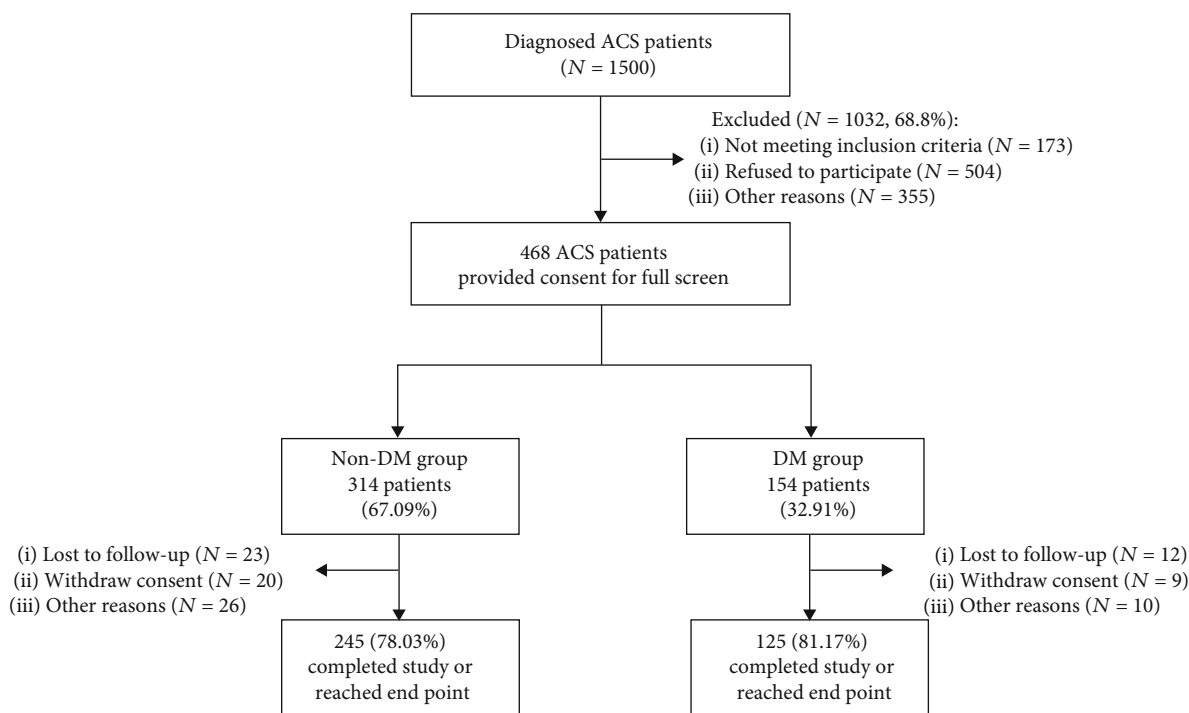 Diagnosed ACS patients
(N = 1500)
Excluded (N = 1032, 68.8%):
(i) Not meeting inclusion criteria (N = 173)
(ii) Refused to participate (N = 504)
(iii) Other reasons (N = 355)
468 ACS patients
provided consent for full screen
Non-DM group
314 patients
(67.09%)
DM group
154 patients
(32.91%)
(i) Lost to follow-up (N = 23)
(ii) Withdraw consent (N = 20)
(iii) Other reasons (N = 26)
(i) Lost to follow-up (N = 12)
(ii) Withdraw consent (N = 9)
(iii) Other reasons (N = 10)
245 (78.03%)
completed study or
reached end point
125 (81.17%)
completed study or
reached end point